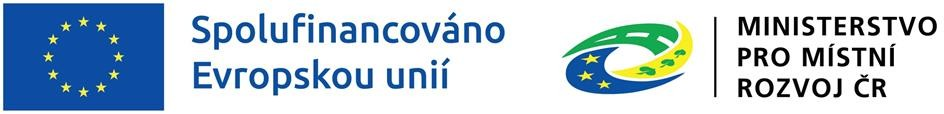 Spolufinancováno
Evropskou unií
MINISTERSTVO
PRO MÍSTNÍ
ROZVOJ ČR